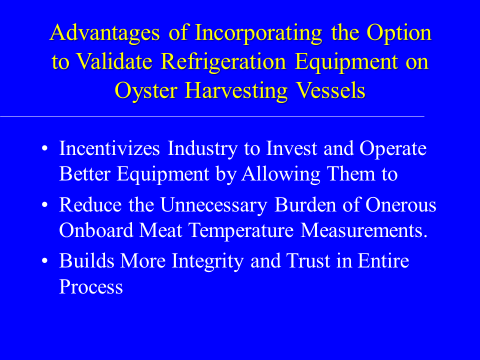 Advantages of Incorporating the Option
to Validate Refrigeration Equipment on
Oyster Harvesting Vessels
• Incentivizes Industry to Invest and Operate
Better Equipment by Allowing Them to
• Reduce the Unnecessary Burden of Onerous
Onboard Meat Temperature Measurements.
• Builds More Integrity and Trust in Entire
Process